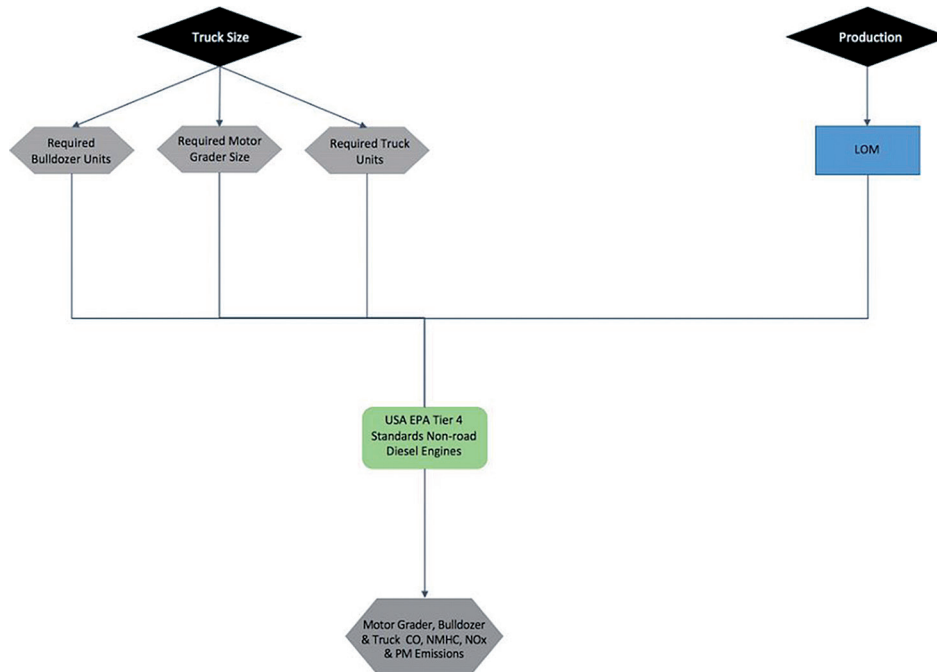 Truck Size
Production
Required
Bulldozer Units
Required Motor
Grader Size
Required Truck
Units
LOM
USA EPA Tier 4
Standards Non-road
Diesel Engines
Motor Grader, Bulldozer
& Truck CO, NMHC, NOx
& PM Emissions